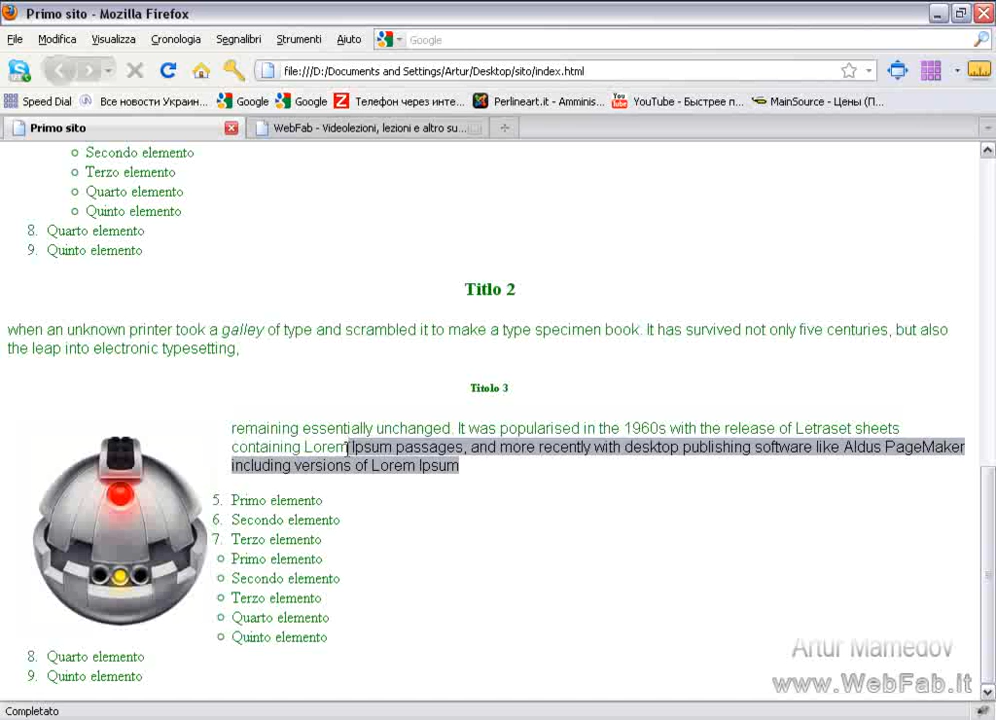 Primo sito - Mozilla Firefox
File Modifica Visualizza Cronologia Segnalibri Strumenti Aiuto Google
file:///D:/Documents and Settings/Artur/Desktop/sito/index.html
Speed Dial Все новости Украин... Google Google Телефон через инте... Perlineart.it - Amminis... YouTube - Быстрее п... MainSource - Цены (П...
Primo sito WebFab - Videolezioni, lezioni e altro su...
Secondo elemento
Terzo elemento
Quarto elemento
Quinto elemento
8. Quarto elemento
9. Quinto elemento
Titlo 2
when an unknown printer took a galley of type and scrambled it to make a type specimen book. It has survived not only five centuries, but also
the leap into electronic typesetting,
Titolo 3
remaining essentially unchanged. It was popularised in the 1960s with the release of Letraset sheets
containing Lorem Ipsum passages, and more recently with desktop publishing software like Aldus PageMaker
including versions of Lorem Ipsum
5. Primo elemento
6. Secondo elemento
7. Terzo elemento
Primo elemento
Secondo elemento
Terzo elemento
Quarto elemento
Quinto elemento
8. Quarto elemento
9. Quinto elemento
Artur Mamedov
www.WebFab.it
Completato